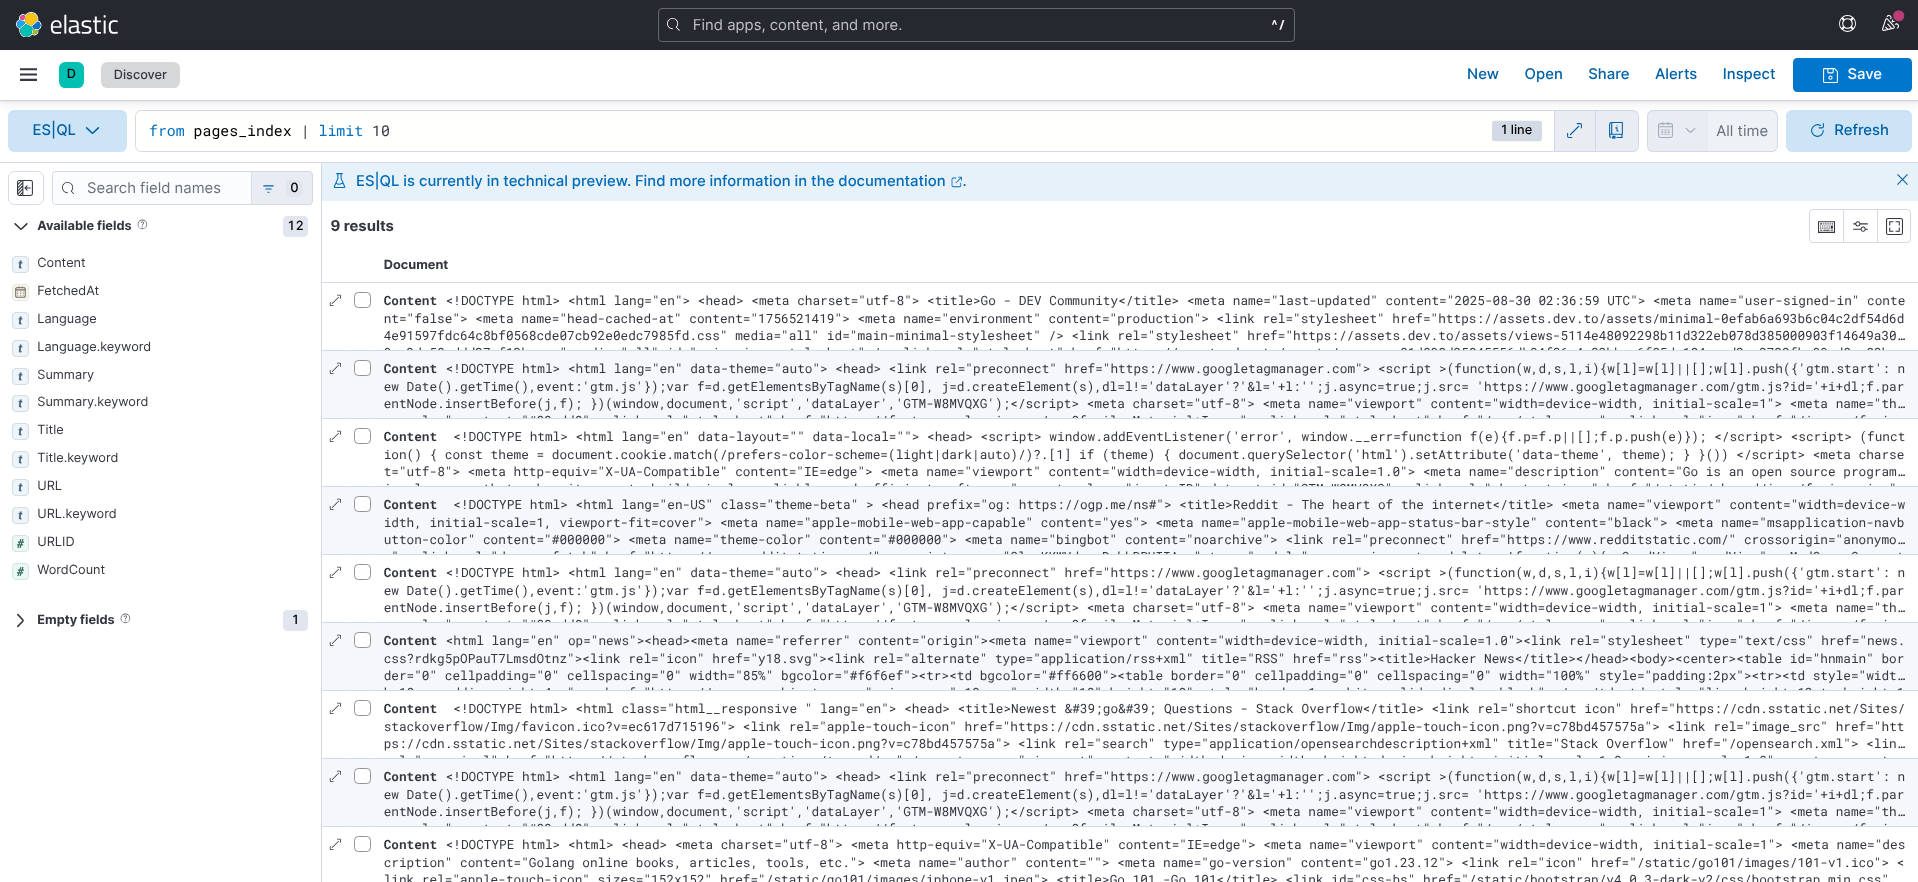 elastic
Find apps, content, and more.
^/
D
Discover
New
Open
Share
Alerts
Inspect
Save
ES|QL
from pages_index | limit 10
1 line
All time
Refresh
Search field names
0
ES|QL is currently in technical preview. Find more information in the documentation.
Available fields
12
9 results
Document
t Content
FetchedAt
t Language
t Language.keyword
t Summary
t Summary.keyword
t Title
t Title.keyword
t URL
t URL.keyword
# URLID
# WordCount
Empty fields
1
Content <!DOCTYPE html> <html lang="en"> <head> <meta charset="utf-8"> <title>Go - DEV Community</title> <meta name="last-updated" content="2025-08-30 02:36:59 UTC"> <meta name="user-signed-in" conte
nt="false"> <meta name="head-cached-at" content="1756521419"> <meta name="environment" content="production"> <link rel="stylesheet" href="https://assets.dev.to/assets/minimal-0efab6a693b6c04c2df54d6d
4e91597fdc64c8bf0568cde07cb92e0edc7985fd.css" media="all" id="main-minimal-stylesheet" /> <link rel="stylesheet" href="https://assets.dev.to/assets/views-5114e48092298b11d322eb078d385000903f14649a30…
Content <!DOCTYPE html> <html lang="en" data-theme="auto"> <head> <link rel="preconnect" href="https://www.googletagmanager.com"> <script >(function(w,d,s,l,i){w[l]=w[l]||[];w[l].push({'gtm.start': n
ew Date().getTime(),event:'gtm.js'});var f=d.getElementsByTagName(s)[0], j=d.createElement(s),dl=l!='dataLayer'?'&l='+l:'';j.async=true;j.src= 'https://www.googletagmanager.com/gtm.js?id='+i+dl;f.par
entNode.insertBefore(j,f); })(window,document,'script','dataLayer','GTM-W8MVQXG');</script> <meta charset="utf-8"> <meta name="viewport" content="width=device-width, initial-scale=1"> <meta name="th…
Content <!DOCTYPE html> <html lang="en" data-layout="" data-local=""> <head> <script> window.addEventListener('error', window.__err=function f(e){f.p=f.p||[];f.p.push(e)}); </script> <script> (funct
ion() { const theme = document.cookie.match(/prefers-color-scheme=(light|dark|auto)/)?.[1] if (theme) { document.querySelector('html').setAttribute('data-theme', theme); } }()) </script> <meta charse
t="utf-8"> <meta http-equiv="X-UA-Compatible" content="IE=edge"> <meta name="viewport" content="width=device-width, initial-scale=1.0"> <meta name="description" content="Go is an open source program…
Content <!DOCTYPE html> <html lang="en-US" class="theme-beta" > <head prefix="og: https://ogp.me/ns#"> <title>Reddit - The heart of the internet</title> <meta name="viewport" content="width=device-w
idth, initial-scale=1, viewport-fit=cover"> <meta name="apple-mobile-web-app-capable" content="yes"> <meta name="apple-mobile-web-app-status-bar-style" content="black"> <meta name="msapplication-navb
utton-color" content="#000000"> <meta name="theme-color" content="#000000"> <meta name="bingbot" content="noarchive"> <link rel="preconnect" href="https://www.redditstatic.com/" crossorigin="anonymo…
Content <!DOCTYPE html> <html lang="en" data-theme="auto"> <head> <link rel="preconnect" href="https://www.googletagmanager.com"> <script >(function(w,d,s,l,i){w[l]=w[l]||[];w[l].push({'gtm.start': n
ew Date().getTime(),event:'gtm.js'});var f=d.getElementsByTagName(s)[0], j=d.createElement(s),dl=l!='dataLayer'?'&l='+l:'';j.async=true;j.src= 'https://www.googletagmanager.com/gtm.js?id='+i+dl;f.par
entNode.insertBefore(j,f); })(window,document,'script','dataLayer','GTM-W8MVQXG');</script> <meta charset="utf-8"> <meta name="viewport" content="width=device-width, initial-scale=1"> <meta name="th…
Content <html lang="en" op="news"><head><meta name="referrer" content="origin"><meta name="viewport" content="width=device-width, initial-scale=1.0"><link rel="stylesheet" type="text/css" href="news.
css?rdkg5pOPauT7LmsdOtnz"><link rel="icon" href="y18.svg"><link rel="alternate" type="application/rss+xml" title="RSS" href="rss"><title>Hacker News</title></head><body><center><table id="hnmain" bor
der="0" cellpadding="0" cellspacing="0" width="85%" bgcolor="#f6f6ef"><tr><td bgcolor="#ff6600"><table border="0" cellpadding="0" cellspacing="0" width="100%" style="padding:2px"><tr><td style="widt…
Content <!DOCTYPE html> <html class="html__responsive " lang="en"> <head> <title>Newest &#39;go&#39; Questions - Stack Overflow</title> <link rel="shortcut icon" href="https://cdn.sstatic.net/Sites/
stackoverflow/Img/favicon.ico?v=ec617d715196"> <link rel="apple-touch-icon" href="https://cdn.sstatic.net/Sites/stackoverflow/Img/apple-touch-icon.png?v=c78bd457575a"> <link rel="image_src" href="htt
ps://cdn.sstatic.net/Sites/stackoverflow/Img/apple-touch-icon.png?v=c78bd457575a"> <link rel="search" type="application/opensearchdescription+xml" title="Stack Overflow" href="/opensearch.xml"> <lin…
Content <!DOCTYPE html> <html lang="en" data-theme="auto"> <head> <link rel="preconnect" href="https://www.googletagmanager.com"> <script >(function(w,d,s,l,i){w[l]=w[l]||[];w[l].push({'gtm.start': n
ew Date().getTime(),event:'gtm.js'});var f=d.getElementsByTagName(s)[0], j=d.createElement(s),dl=l!='dataLayer'?'&l='+l:'';j.async=true;j.src= 'https://www.googletagmanager.com/gtm.js?id='+i+dl;f.par
entNode.insertBefore(j,f); })(window,document,'script','dataLayer','GTM-W8MVQXG');</script> <meta charset="utf-8"> <meta name="viewport" content="width=device-width, initial-scale=1"> <meta name="th…
Content <!DOCTYPE html> <html> <head> <meta charset="utf-8"> <meta http-equiv="X-UA-Compatible" content="IE=edge"> <meta name="viewport" content="width=device-width, initial-scale=1"> <meta name="des
cription" content="Golang online books, articles, tools, etc."> <meta name="author" content=""> <meta name="go-version" content="go1.23.12"> <link rel="icon" href="/static/go101/images/101-v1.ico"> <
link rel="apple-touch-icon" sizes="152x152" href="/static/go101/images/iphone-v1.jpeg"> <title>Go 101 -Go 101</title> <link id="css-bs" href="/static/bootstrap/v4.0.3-dark-v2/css/bootstrap.min.css"